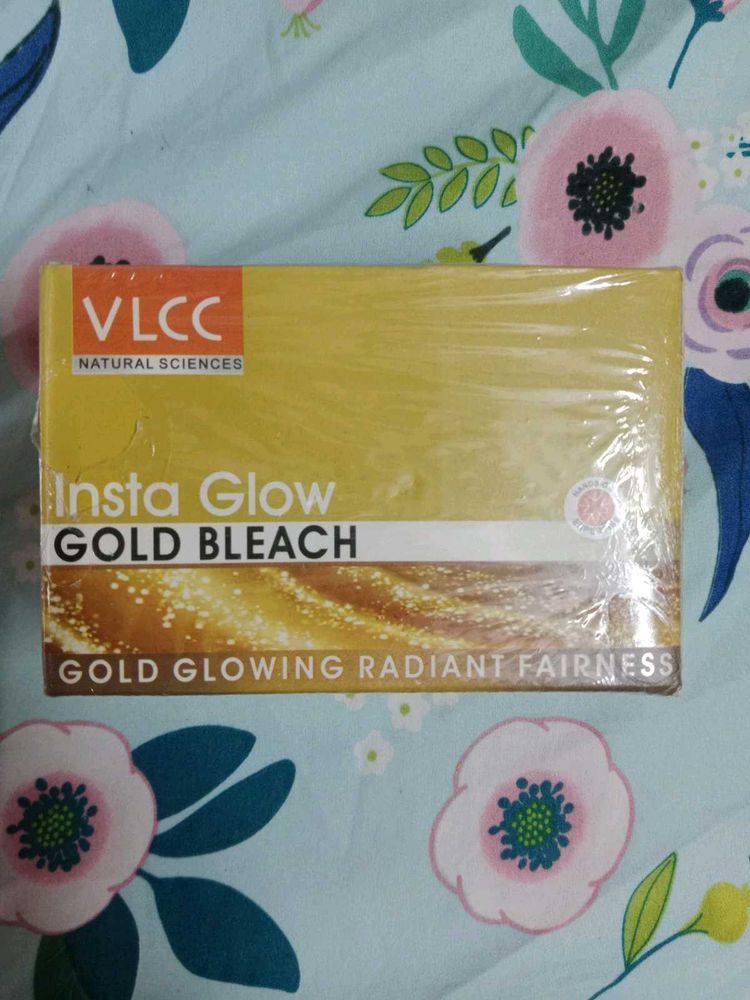 VLCC
NATURAL SCIENCES
Insta Glow
GOLD BLEACH
GOLD GLOWING RADIANT FAIRNESS